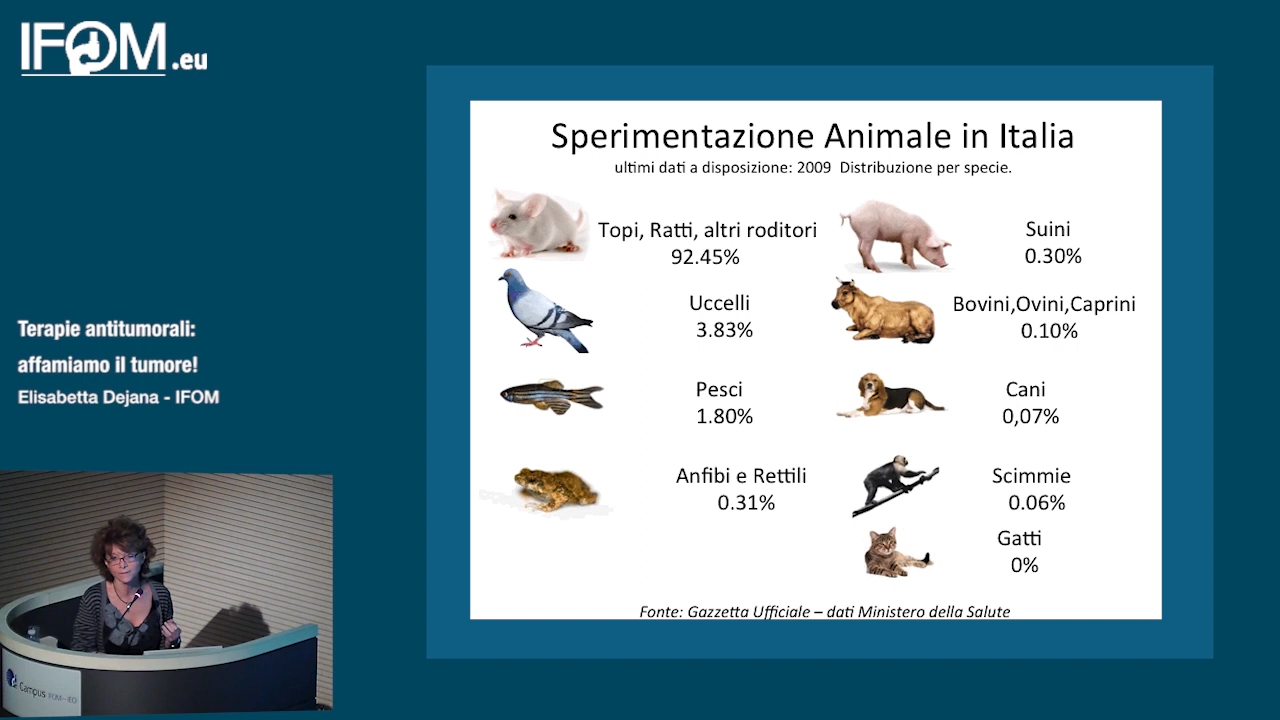 IFOM.eu
Terapie antitumorali:
affamiamo il tumore!
Elisabetta Dejana - IFOM
Sperimentazione Animale in Italia
ultimi dati a disposizione: 2009 Distribuzione per specie.
Topi, Ratti, altri roditori
92.45%
Uccelli
3.83%
Pesci
1.80%
Anfibi e Rettili
0.31%
Suini
0.30%
Bovini,Ovini,Caprini
0.10%
Cani
0,07%
Scimmie
0.06%
Gatti
0%
Fonte: Gazzetta Ufficiale – dati Ministero della Salute
Campus IFOM-IEO